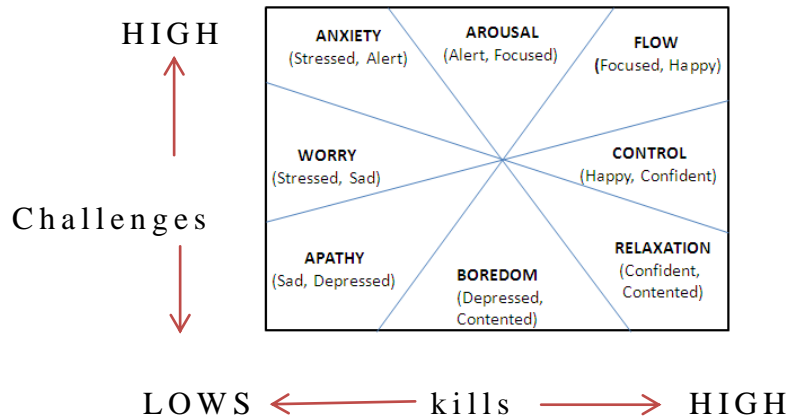 HIGH
ANXIETY
(Stressed, Alert)
AROUSAL
(Alert, Focused)
FLOW
(Focused, Happy)
WORRY
(Stressed, Sad)
CONTROL
(Happy, Confident)
Challenges
APATHY
(Sad, Depressed)
BOREDOM
(Depressed,
Contented)
RELAXATION
(Confident,
Contented)
LOWS kills HIGH